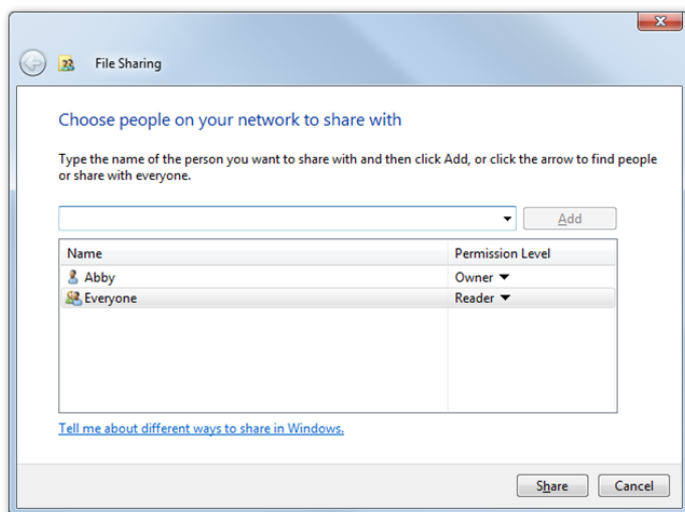 File Sharing
Choose people on your network to share with
Type the name of the person you want to share with and then click Add, or click the arrow to find people
or share with everyone.
Add
Name Permission Level
Abby Owner
Everyone Reader
Tell me about different ways to share in Windows.
Share Cancel